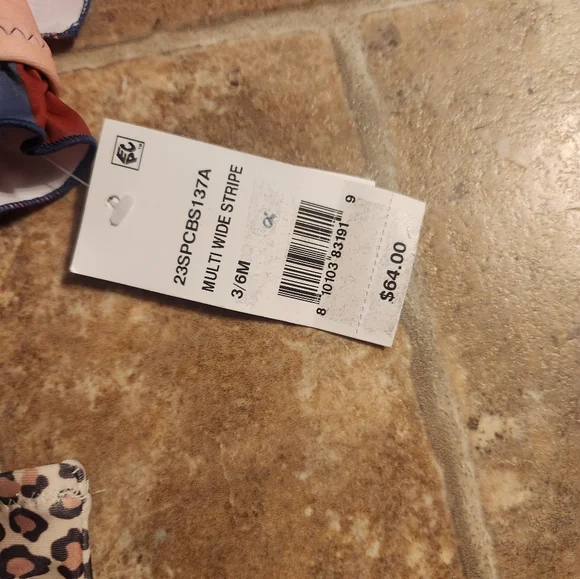 23SPCBS137A
MULTI WIDE STRIPE
3/6M
8 10103 83191 9
$64.00